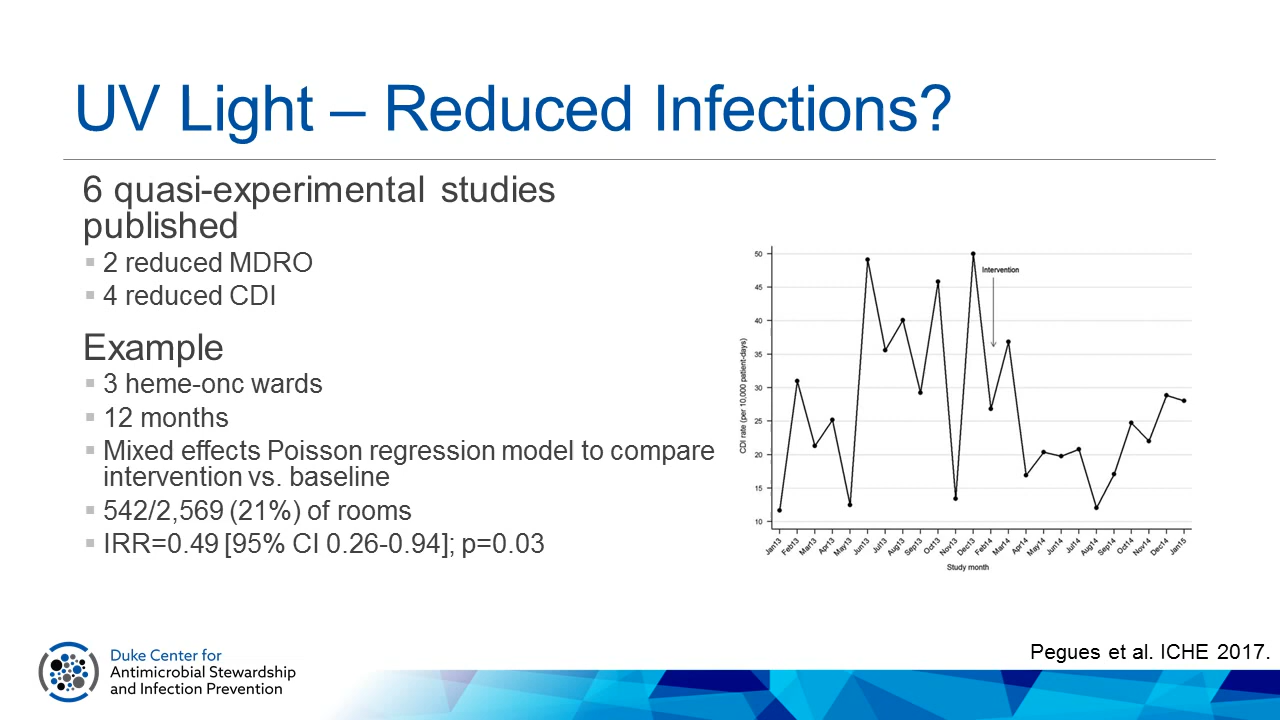 UV Light – Reduced Infections?
6 quasi-experimental studies
published
2 reduced MDRO
4 reduced CDI
Example
3 heme-onc wards
12 months
Mixed effects Poisson regression model to compare
intervention vs. baseline
542/2,569 (21%) of rooms
IRR=0.49 [95% CI 0.26-0.94]; p=0.03
CDI rate (per 10,000 patient-days)
50
45
40
35
30
25
20
15
10
Intervention
Jan13 Feb13 Mar13 Apr13 May13 Jun13 Jul13 Aug13 Sep13 Oct13 Nov13 Dec13 Feb14 Mar14 Apr14 May14 Jun14 Jul14 Aug14 Sep14 Oct14 Nov14 Dec14 Jan15
Study month
Pegues et al. ICHE 2017.
Duke Center for
Antimicrobial Stewardship
and Infection Prevention